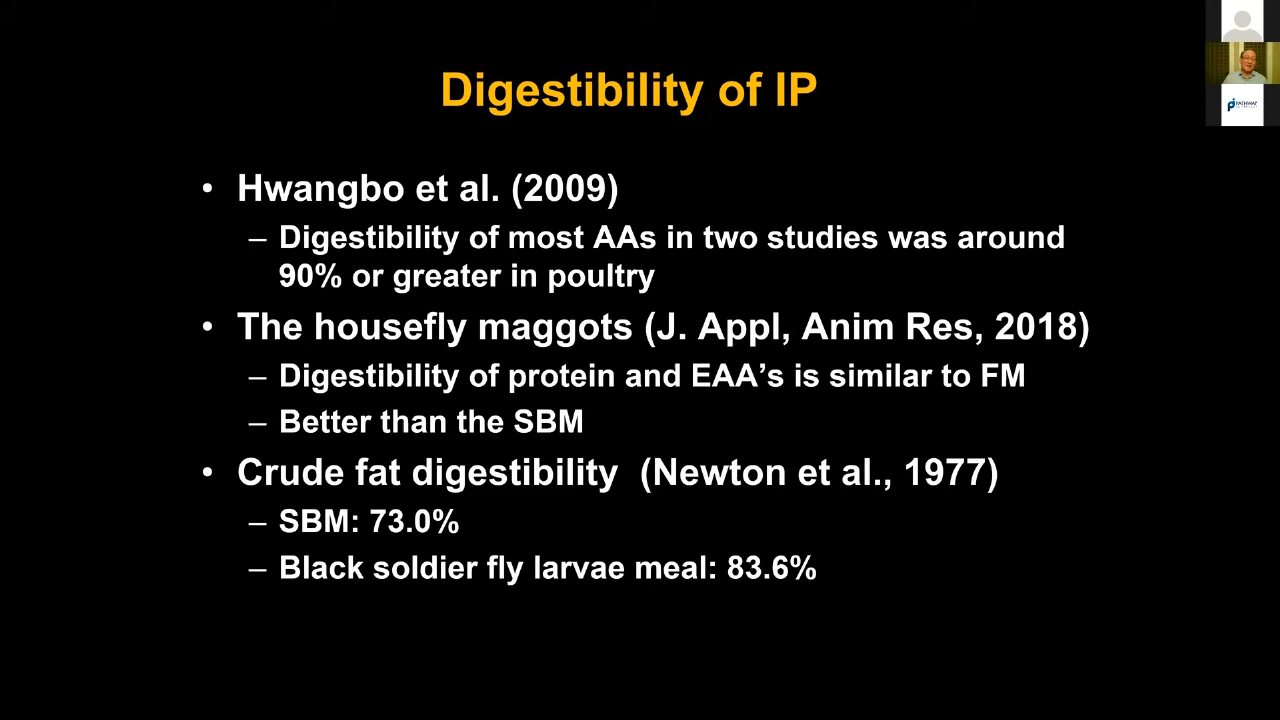 Digestibility of IP
• Hwangbo et al. (2009)
– Digestibility of most AAs in two studies was around
90% or greater in poultry
• The housefly maggots (J. Appl, Anim Res, 2018)
– Digestibility of protein and EAA’s is similar to FM
– Better than the SBM
• Crude fat digestibility (Newton et al., 1977)
– SBM: 73.0%
– Black soldier fly larvae meal: 83.6%
PATHWAY